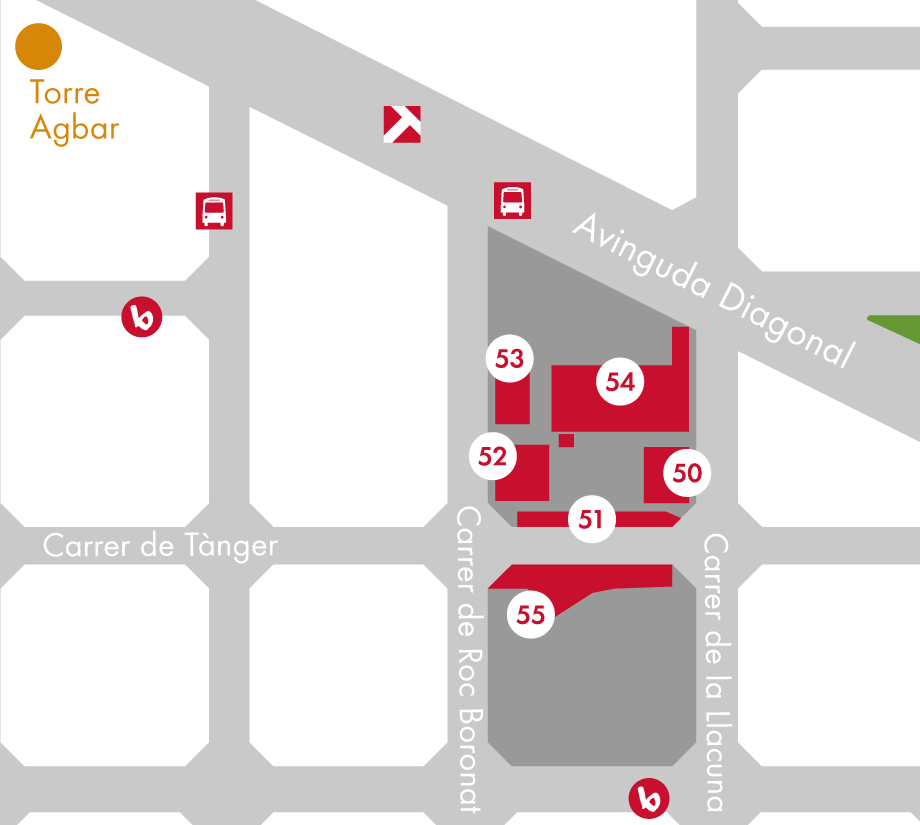 Torre
Agbar
Avinguda Diagonal
53
54
52
50
51
Carrer de Tànger
55
Carrer de Roc Boronat
Carrer de la Llacuna
b
b